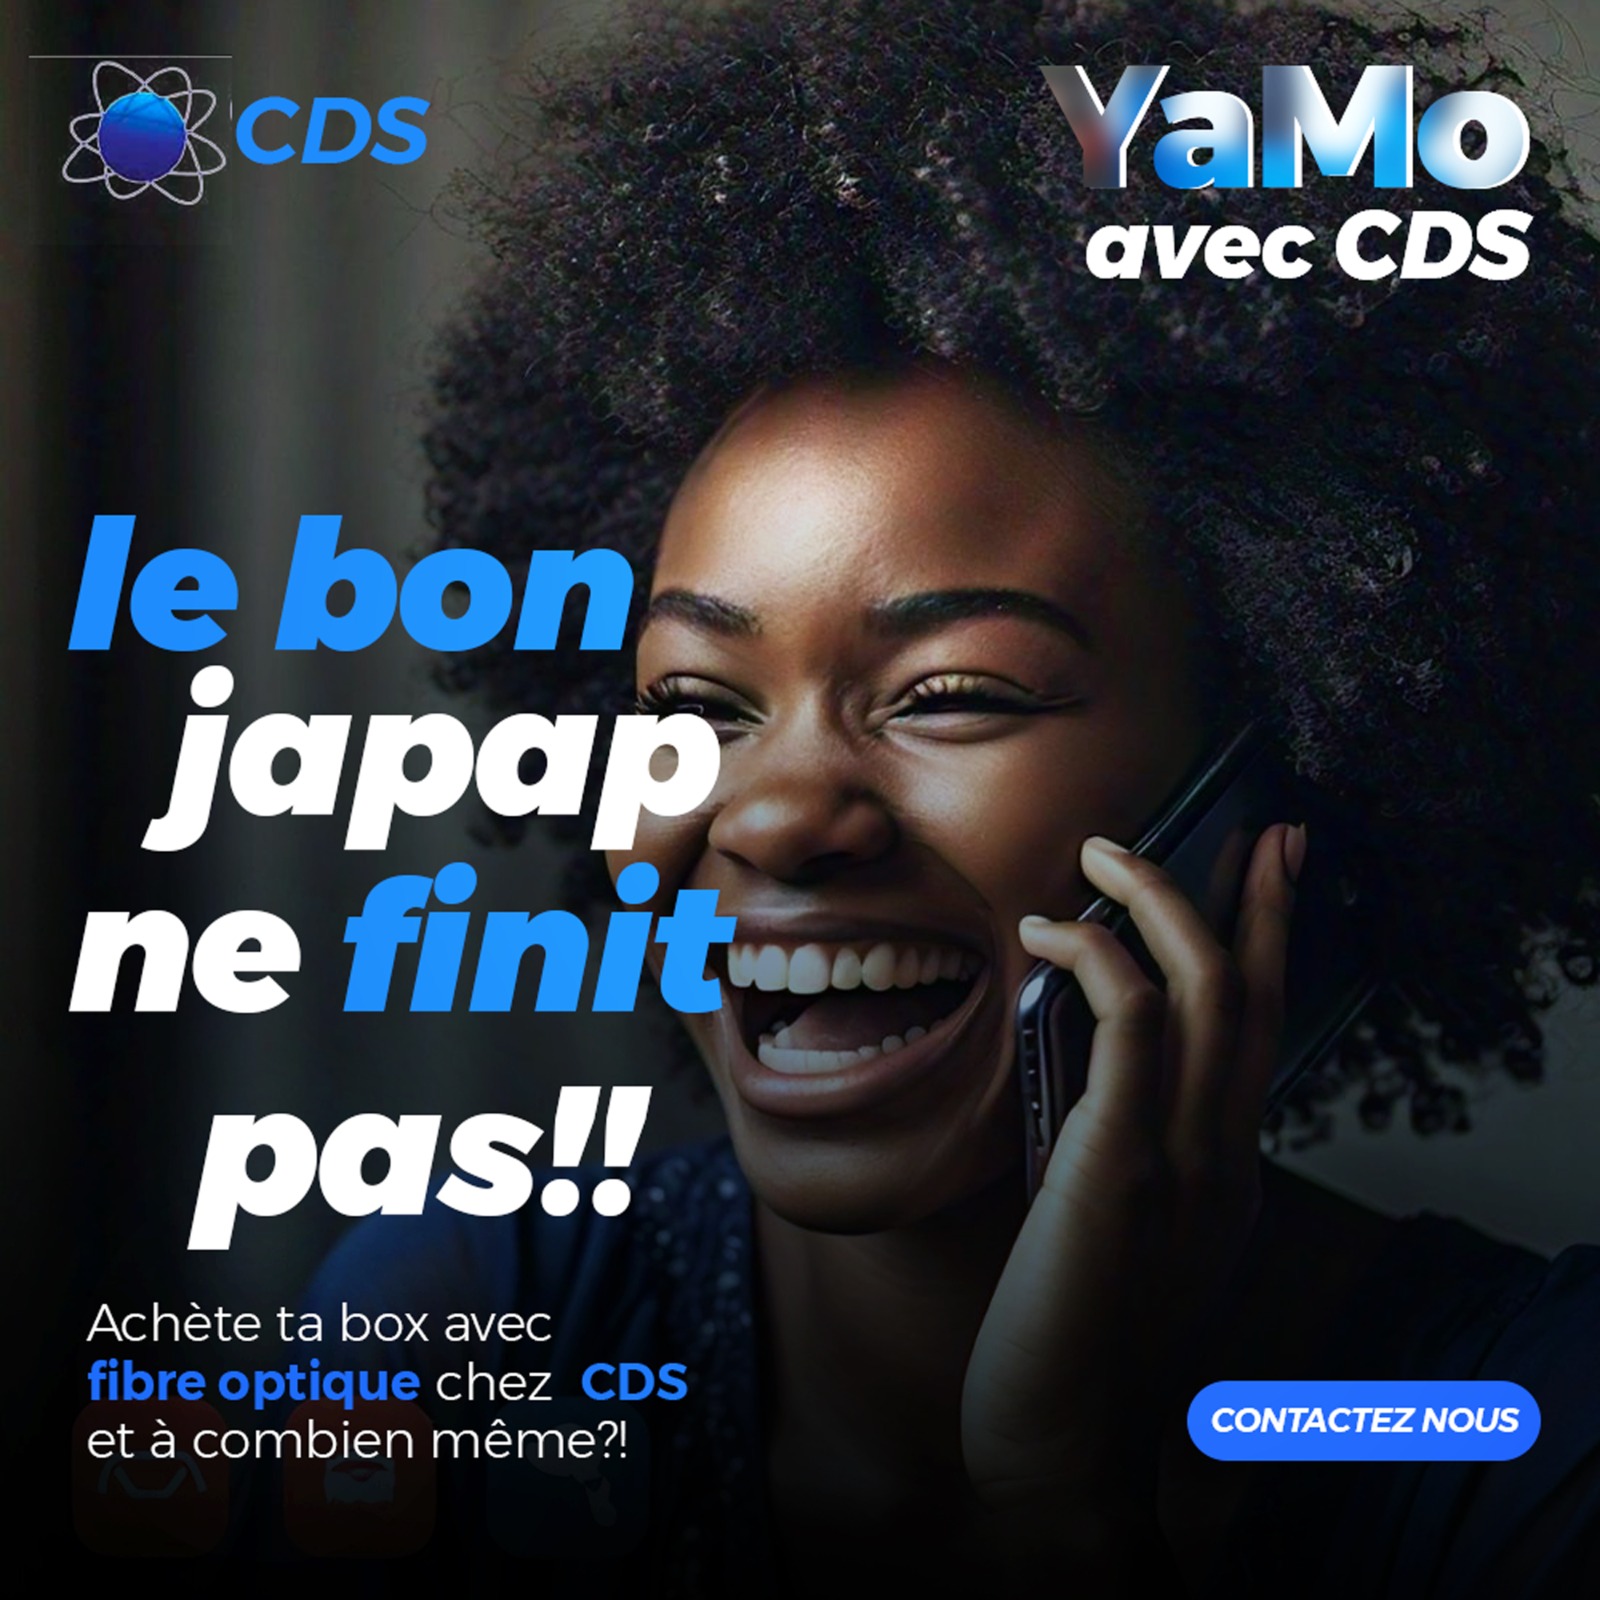 CDS
YaMo
avec CDS
le bon
japap
ne finit
pas!!
Achète ta box avec
fibre optique chez CDS
et à combien même?!
CONTACTEZ NOUS